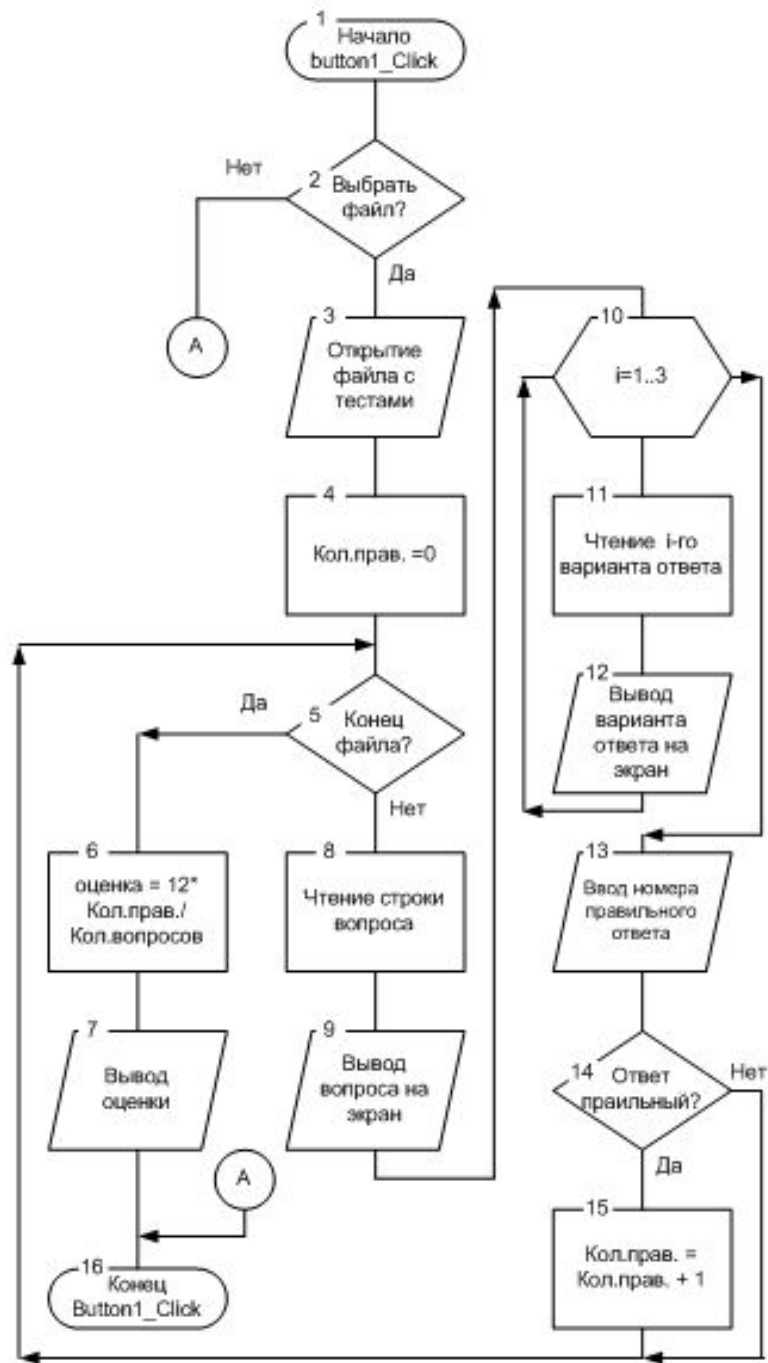 1
Начало
button1_Click
Нет
2
Выбрать
файл?
Да
А
3
Открытие
файла с
тестами
4
Кол.прав. =0
Да
5
Конец
файла?
Нет
6
оценка = 12*
Кол.прав./
Кол.вопросов
7
Вывод
оценки
8
Чтение строки
вопроса
9
Вывод
вопроса на
экран
А
16
Конец
Button1_Click
10
i=1..3
11
Чтение i-го
варианта ответа
12
Вывод
варианта
ответа на
экран
13
Ввод номера
правильного
ответа
14
Ответ
праильный?
Нет
Да
15
Кол.прав. =
Кол.прав. + 1